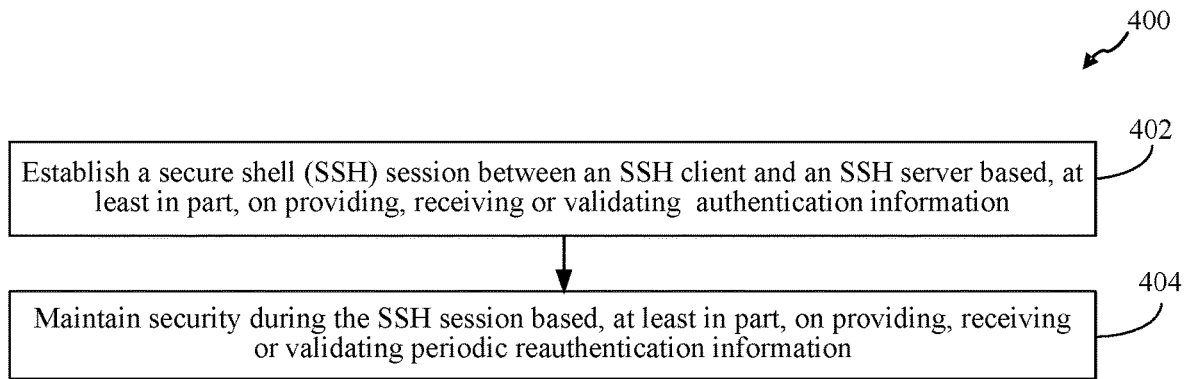 400
402
Establish a secure shell (SSH) session between an SSH client and an SSH server based, at
least in part, on providing, receiving or validating authentication information
404
Maintain security during the SSH session based, at least in part, on providing, receiving
or validating periodic reauthentication information